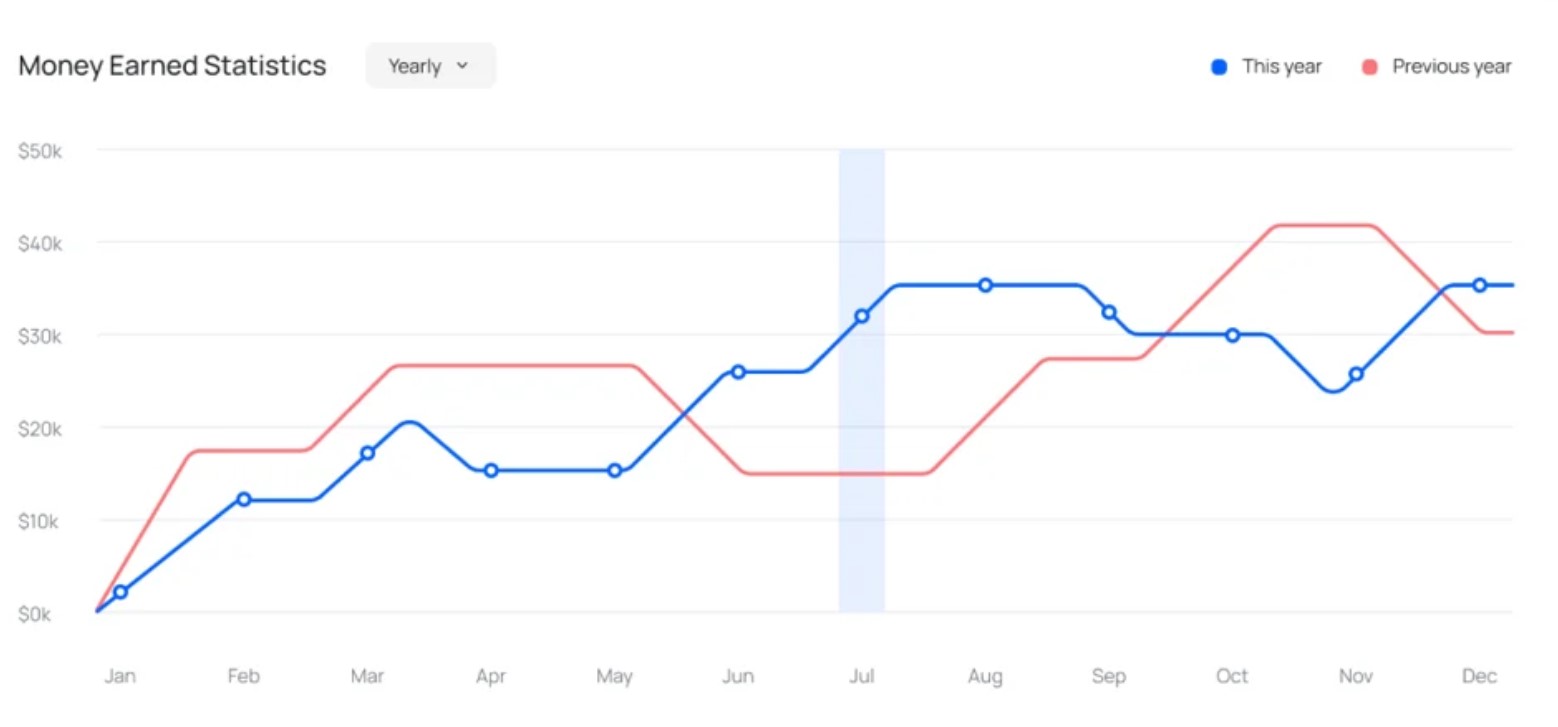 Money Earned Statistics
Yearly
This year
Previous year
$50k
$40k
$30k
$20k
$10k
$0k
Jan Feb Mar Apr May Jun Jul Aug Sep Oct Nov Dec